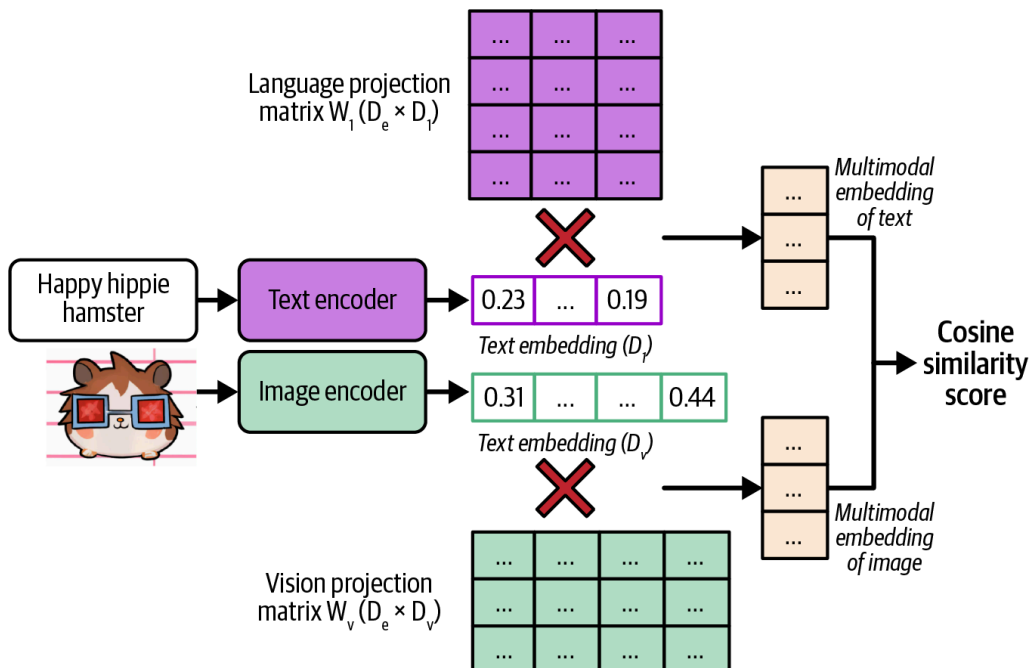 ... ... ...
... ... ...
... ... ...
... ... ...
Language projection
matrix W₁ (Dₑ × D₁)
Multimodal
embedding
of text
...
...
...
Happy hippie
hamster
Text encoder
0.23 ... 0.19
Text embedding (D₁)
Image encoder
0.31 ... ... 0.44
Text embedding (Dᵥ)
Cosine
similarity
score
...
...
...
Multimodal
embedding
of image
Vision projection
matrix Wᵥ (Dₑ × Dᵥ)
... ... ... ...
... ... ... ...
... ... ... ...